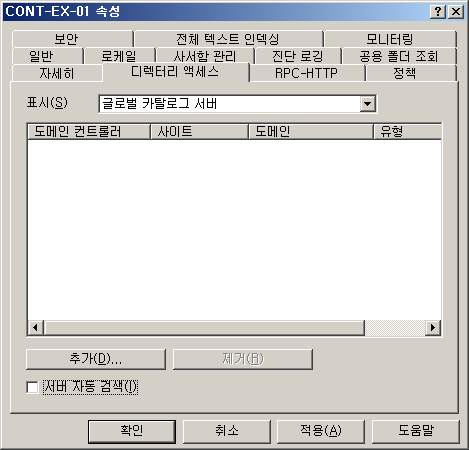 CONT-EX-01 속성
보안 전체 텍스트 인덱싱 모니터링
일반 로케일 사서함 관리 진단 로깅 공용 폴더 조회
자세히 디렉터리 액세스 RPC-HTTP 정책
표시(S) 글로벌 카탈로그 서버
도메인 컨트롤러 사이트 도메인 유형
추가(D)... 제거(R)
서버 자동 검색(I)
확인 취소 적용(A) 도움말